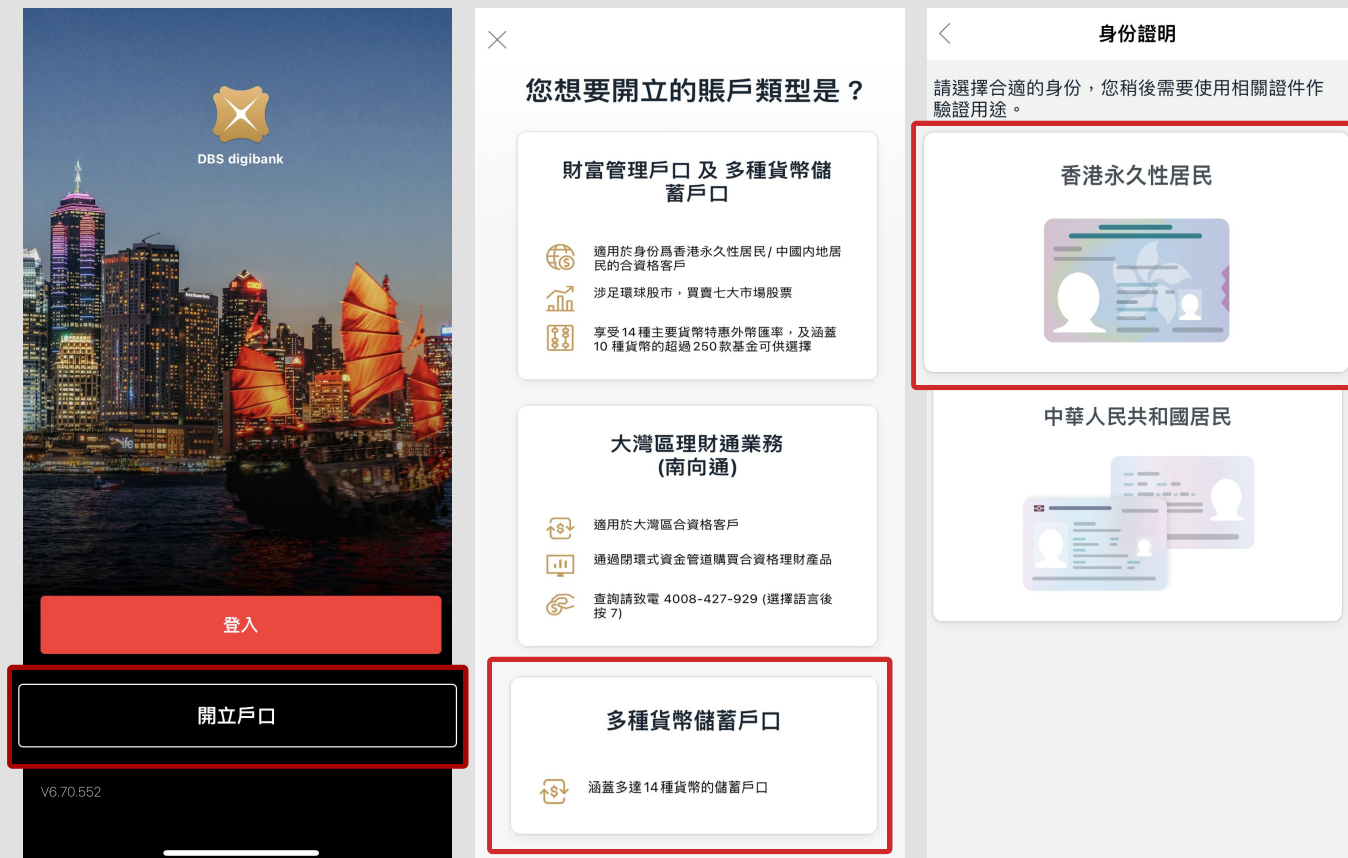 DBS digibank
登入
開立戶口
V6.70.552
您想要開立的賬戶類型是？
財富管理戶口 及 多種貨幣儲
蓄戶口
適用於身份爲香港永久性居民/ 中國内地居
民的合資格客戶
涉足環球股市，買賣七大市場股票
享受14種主要貨幣特惠外幣匯率，及涵蓋
10 種貨幣的超過250款基金可供選擇
大灣區理財通業務
(南向通)
適用於大灣區合資格客戶
通過閉環式資金管道購買合資格理財產品
查詢請致電 4008-427-929 (選擇語言後
按 7)
多種貨幣儲蓄戶口
涵蓋多達14種貨幣的儲蓄戶口
身份證明
請選擇合適的身份，您稍後需要使用相關證件作
驗證用途。
香港永久性居民
中華人民共和國居民